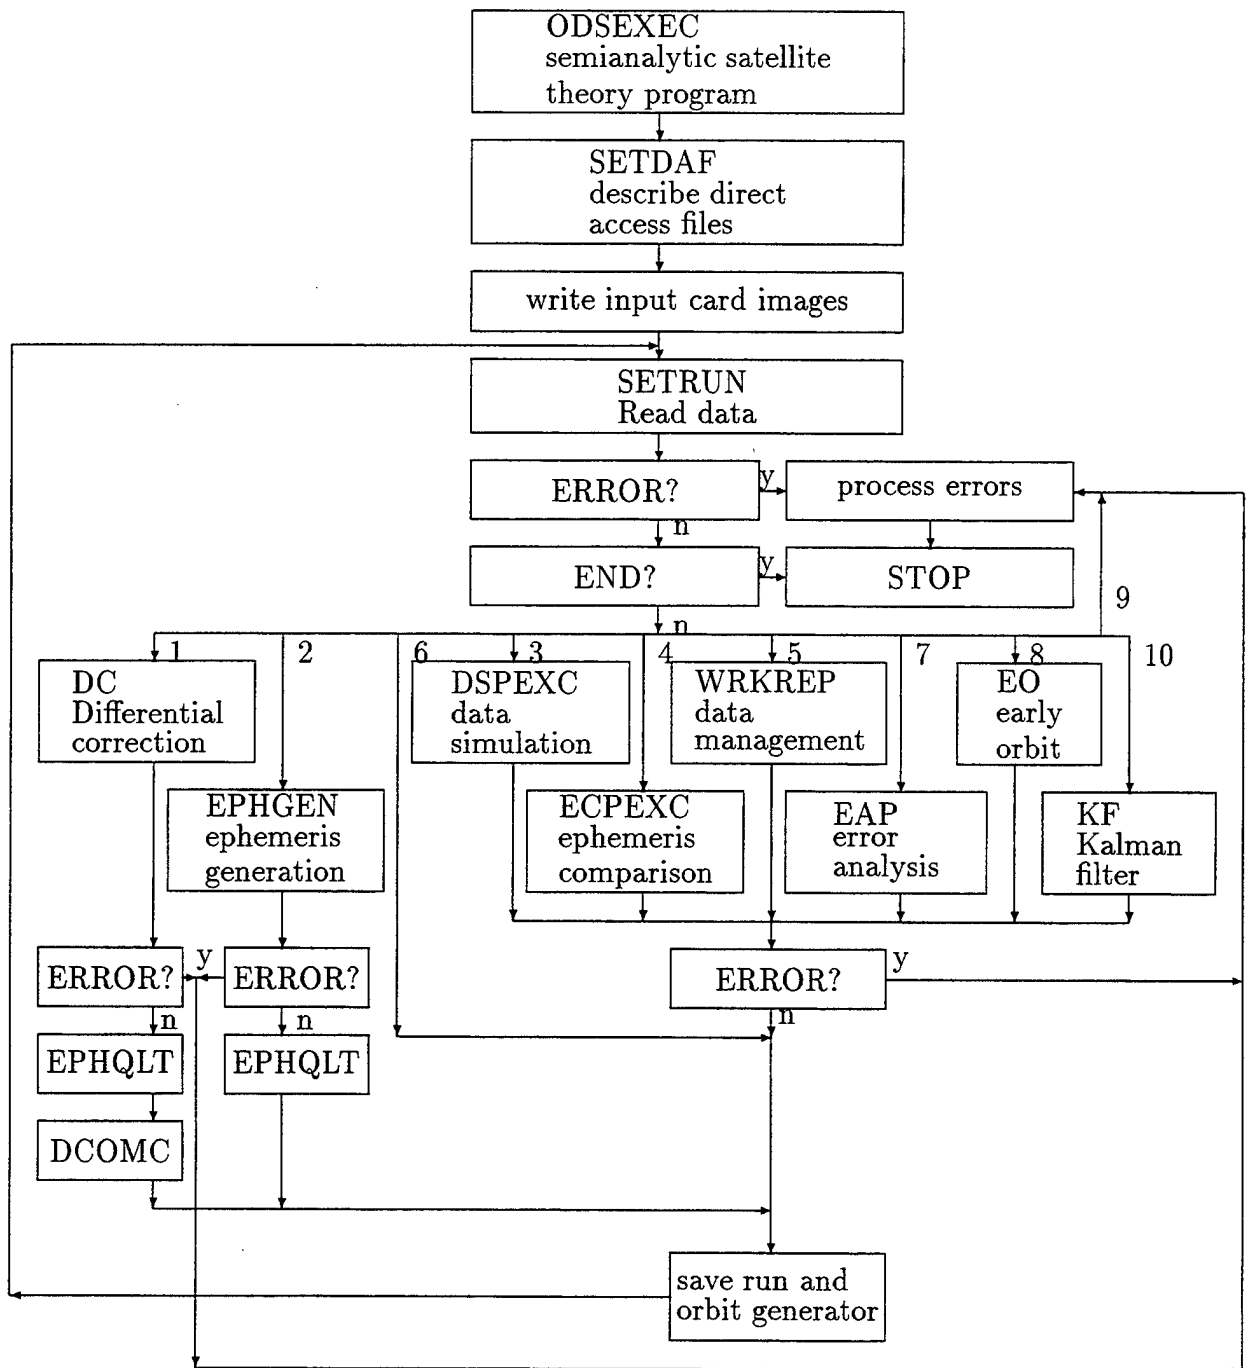 ODSEXEC
semianalytic satellite
theory program
SETDAF
describe direct
access files
write input card images
SETRUN
Read data
ERROR?
y
process errors
n
END?
y
STOP
9
n
1
2
6
3
4
5
7
8
10
DC
Differential
correction
DSPEXC
data
simulation
WRKREP
data
management
EO
early
orbit
EPHGEN
ephemeris
generation
ECPEXC
ephemeris
comparison
EAP
error
analysis
KF
Kalman
filter
ERROR?
y
ERROR?
ERROR?
y
n
n
n
EPHQLT
EPHQLT
DCOMC
save run and
orbit generator